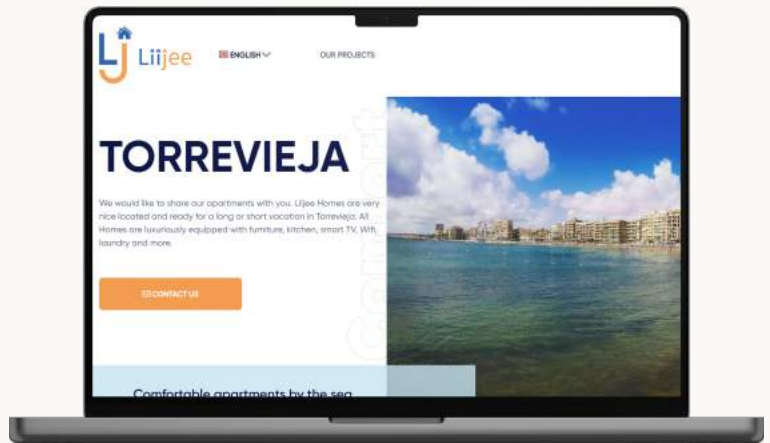 LJ Liijee
ENGLISH
OUR PROJECTS
TORREVIEJA
We would like to share our apartments with you. Liijee Homes are very
nice located and ready for a long or short vacation in Torrevieja. All
Homes are luxuriously equipped with furniture, kitchen, smart TV, Wifi,
laundry and more.
CONTACT US
Comfort
Comfortable apartments by the sea